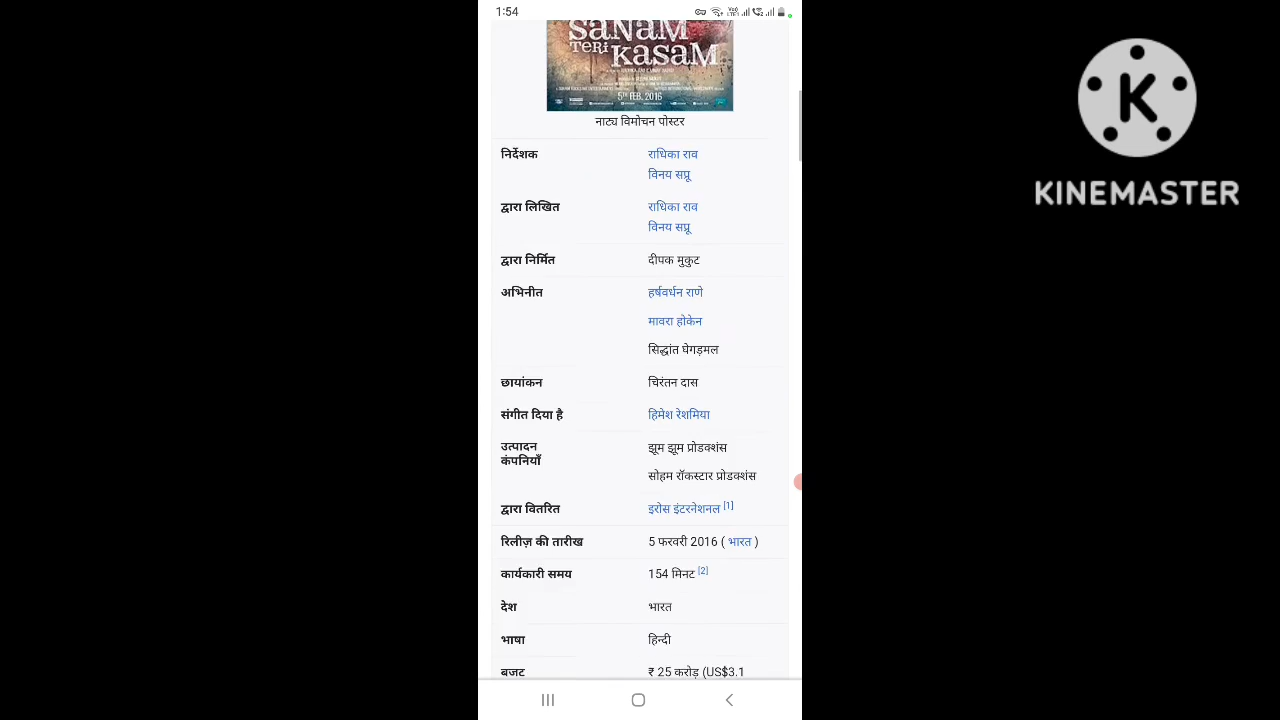 1:54
SaNaM
TERI KasaM
5TH FEB. 2016
नाट्य विमोचन पोस्टर
निर्देशक राधिका राव
विनय सप्रू
द्वारा लिखित राधिका राव
विनय सप्रू
द्वारा निर्मित दीपक मुकुट
अभिनीत हर्षवर्धन राणे
मावरा होकेन
सिद्धांत घेगड़मल
छायांकन चिरंतन दास
संगीत दिया है हिमेश रेशमिया
उत्पादन
कंपनियाँ झूम झूम प्रोडक्शंस
सोहम रॉकस्टार प्रोडक्शंस
द्वारा वितरित इरोस इंटरनेशनल [1]
रिलीज़ की तारीख 5 फरवरी 2016 ( भारत )
कार्यकारी समय 154 मिनट [2]
देश भारत
भाषा हिन्दी
बजट ₹ 25 करोड़ (US$3.1
K
KINEMASTER